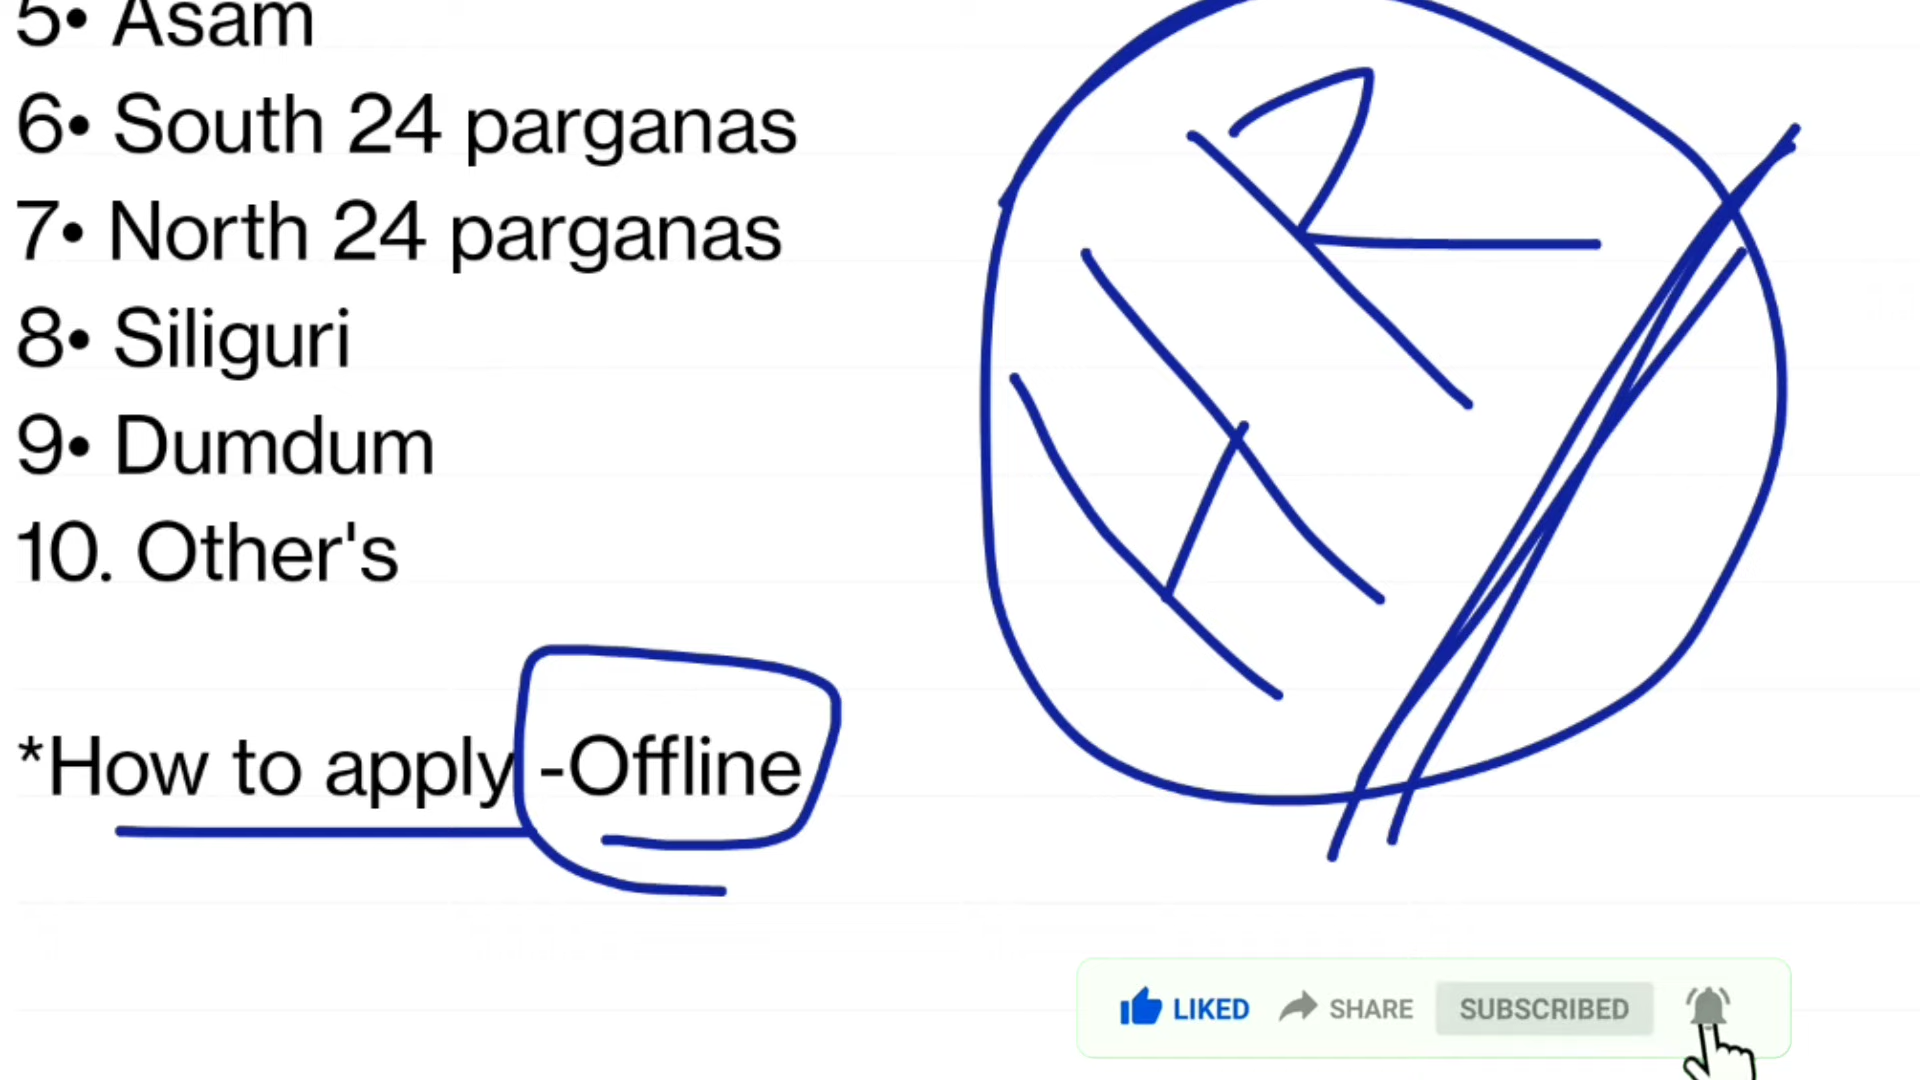 5• Asam
6• South 24 parganas
7• North 24 parganas
8• Siliguri
9• Dumdum
10. Other's
*How to apply -Offline
LIKED SHARE SUBSCRIBED